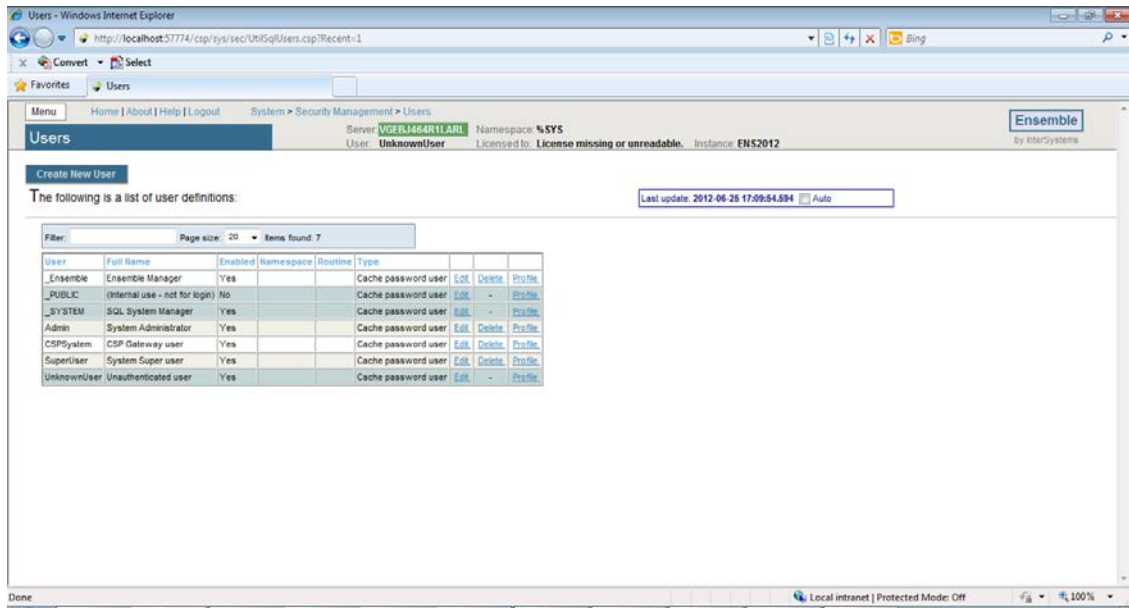 Users - Windows Internet Explorer
http://localhost:57774/csp/sys/sec/UtilSqlUsers.csp?Recent=1
Bing
x Convert Select
Favorites Users
Menu Home | About | Help | Logout System > Security Management > Users
Ensemble
by InterSystems
Users
Server: VGEBJ464R1LARL Namespace: %SYS
User: UnknownUser Licensed to: License missing or unreadable. Instance: ENS2012
Create New User
The following is a list of user definitions:
Last update: 2012-06-25 17:09:54.594 Auto
Filter: Page size: 20 Items found: 7
User Full Name Enabled Namespace Routine Type
_Ensemble Ensemble Manager Yes Cache password user Edit Delete Profile
_PUBLIC (Internal use - not for login) No Cache password user Edit - Profile
_SYSTEM SQL System Manager Yes Cache password user Edit - Profile
Admin System Administrator Yes Cache password user Edit Delete Profile
CSPSystem CSP Gateway user Yes Cache password user Edit Delete Profile
SuperUser System Super user Yes Cache password user Edit Delete Profile
UnknownUser Unauthenticated user Yes Cache password user Edit - Profile
Done Local intranet | Protected Mode: Off 100%